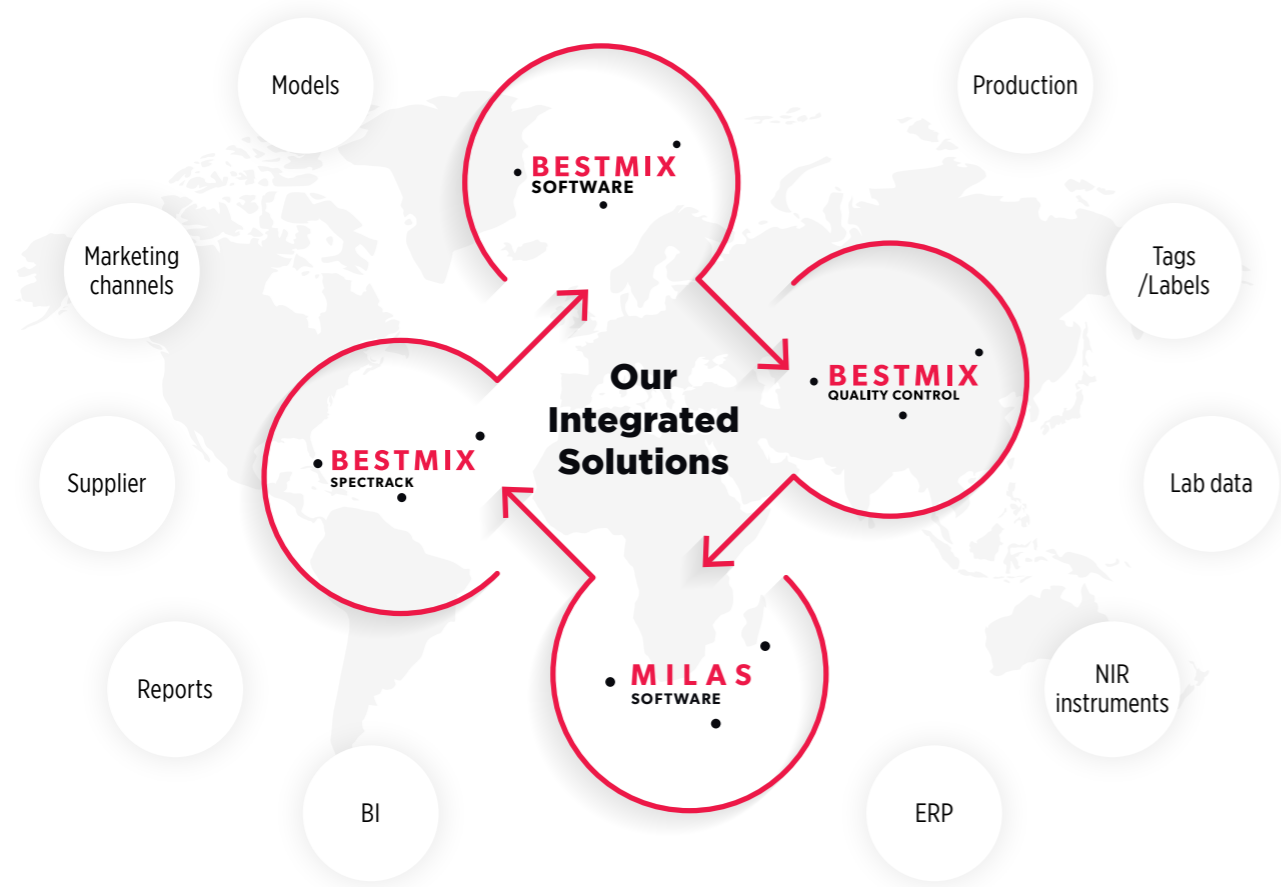 Models
Production
BESTMIX
SOFTWARE
Marketing
channels
Tags
/Labels
Our
Integrated
Solutions
BESTMIX
QUALITY CONTROL
BESTMIX
SPECTRACK
Supplier
Lab data
MILAS
SOFTWARE
Reports
NIR
instruments
BI
ERP